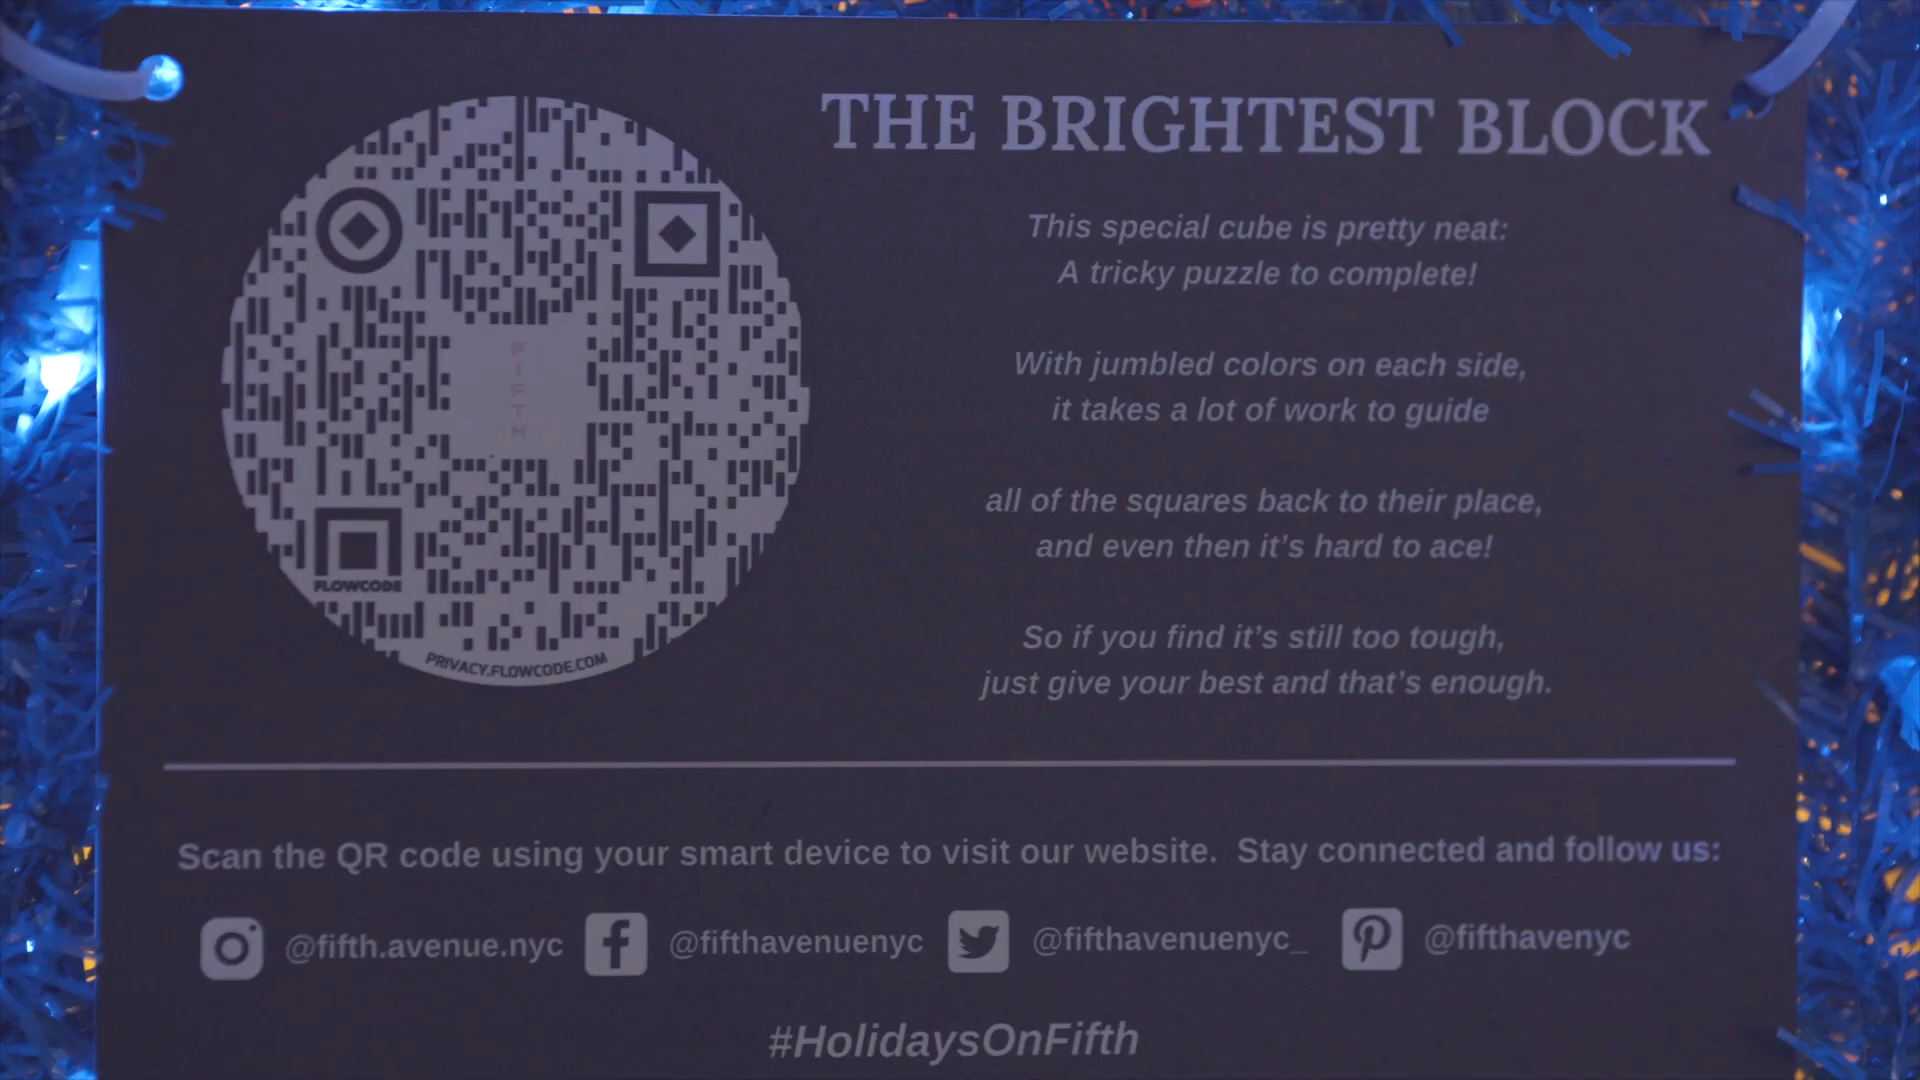 THE BRIGHTEST BLOCK
This special cube is pretty neat:
A tricky puzzle to complete!
With jumbled colors on each side,
it takes a lot of work to guide
all of the squares back to their place,
and even then it’s hard to ace!
So if you find it’s still too tough,
just give your best and that’s enough.
FIFTH
FLOWCODE
PRIVACY.FLOWCODE.COM
Scan the QR code using your smart device to visit our website. Stay connected and follow us:
@fifth.avenue.nyc @fifthavenuenyc @fifthavenuenyc_ @fifthavenyc
#HolidaysOnFifth